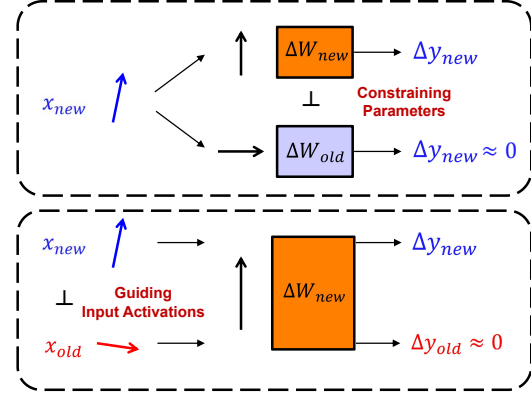 ΔW_new
Δy_new
x_new
⊥
Constraining
Parameters
ΔW_old
Δy_new ≈ 0
x_new
Δy_new
⊥
Guiding
Input Activations
ΔW_new
x_old
Δy_old ≈ 0